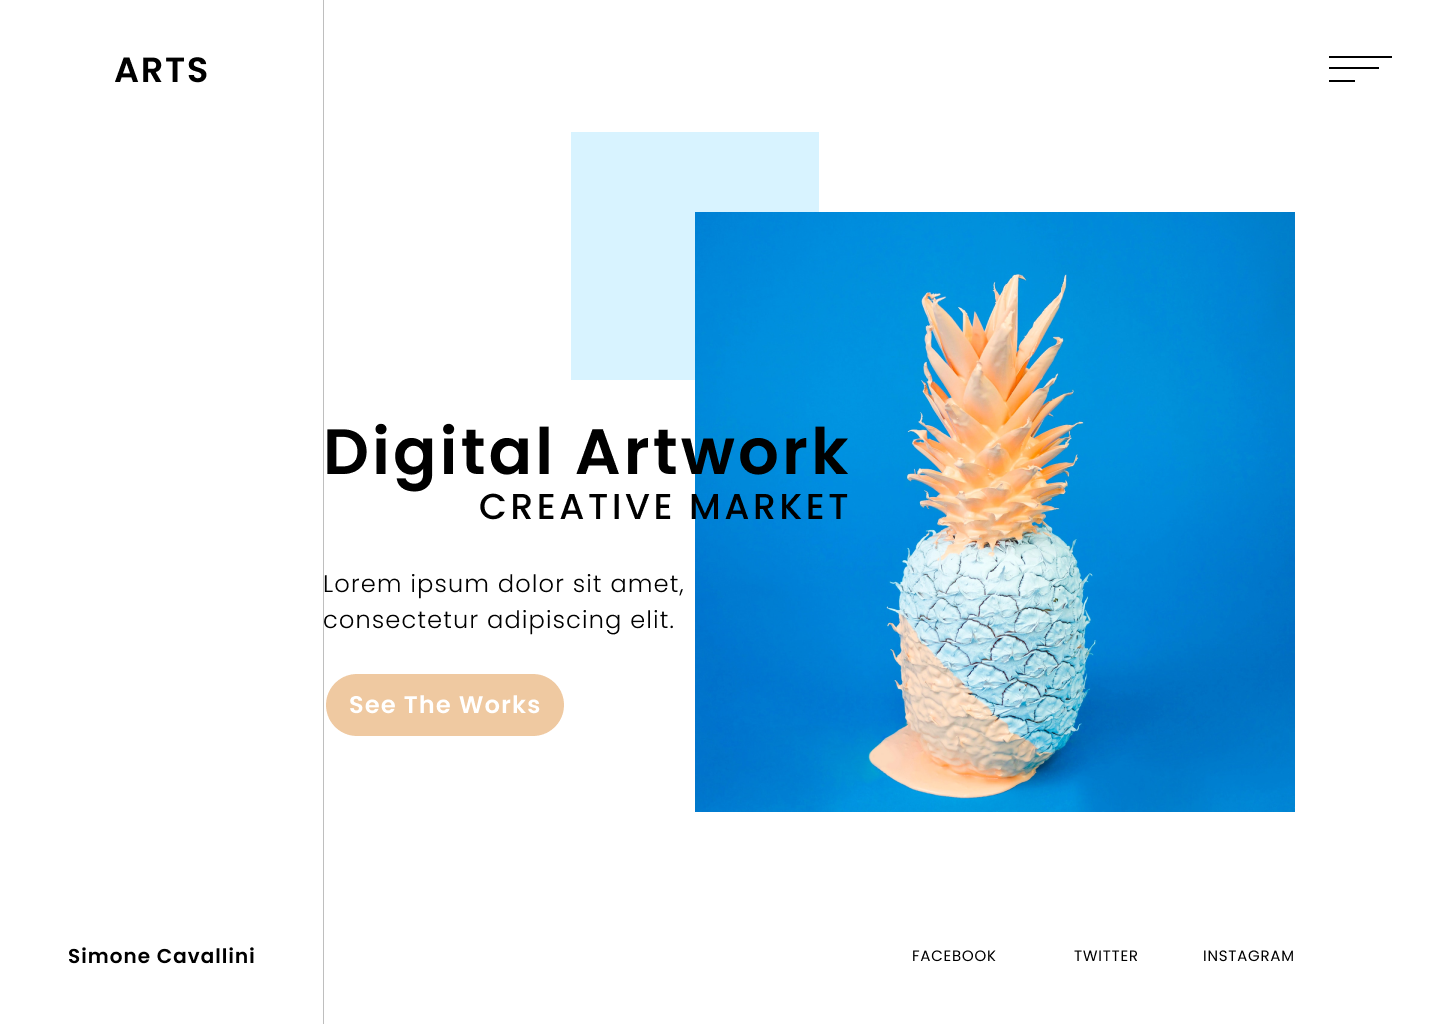 ARTS
Digital Artwork
CREATIVE MARKET
Lorem ipsum dolor sit amet,
consectetur adipiscing elit.
See The Works
Simone Cavallini
FACEBOOK
TWITTER
INSTAGRAM